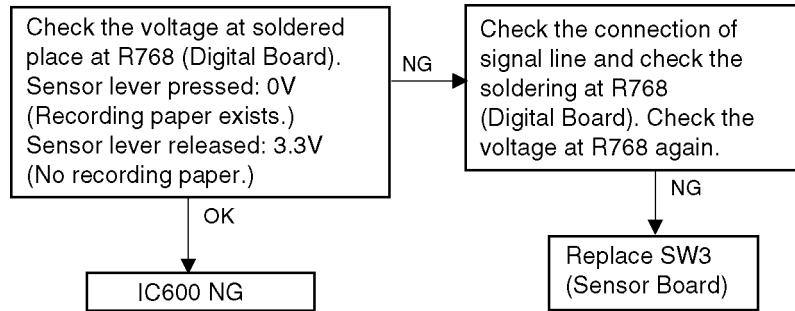 Check the voltage at soldered
place at R768 (Digital Board).
Sensor lever pressed: 0V
(Recording paper exists.)
Sensor lever released: 3.3V
(No recording paper.)
NG
Check the connection of
signal line and check the
soldering at R768
(Digital Board). Check the
voltage at R768 again.
OK
NG
IC600 NG
Replace SW3
(Sensor Board)